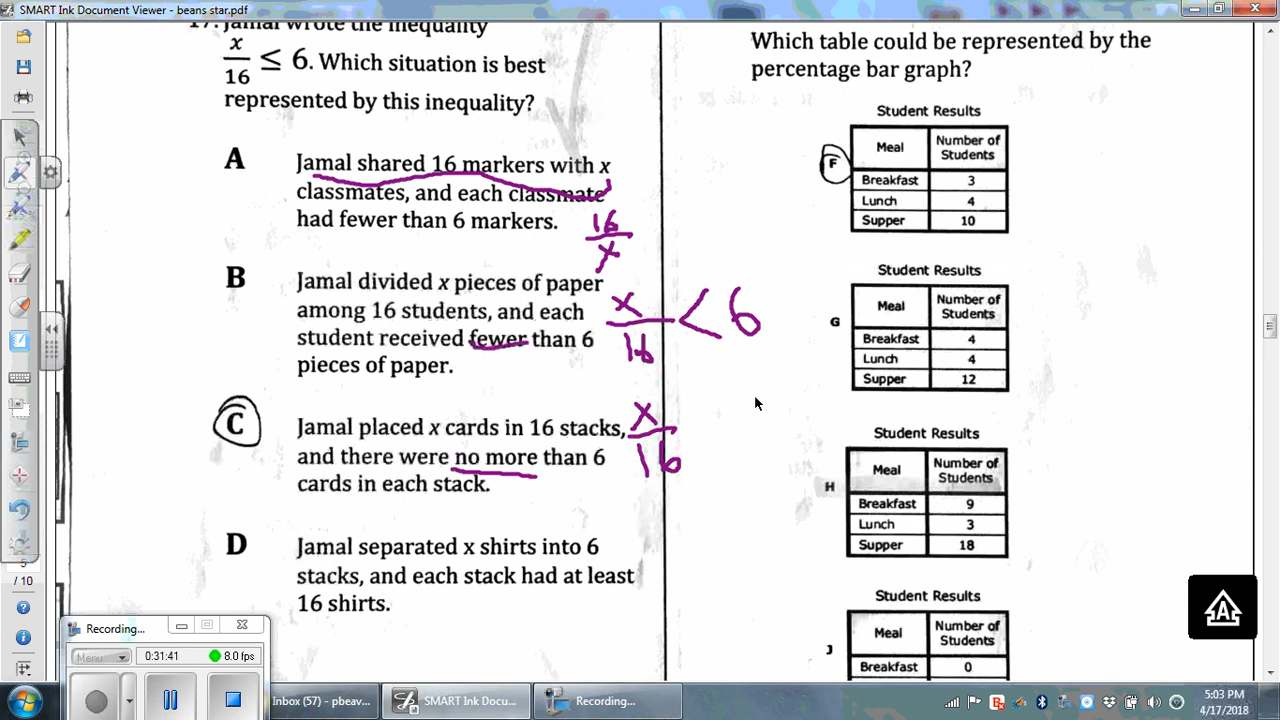 SMART Ink Document Viewer - beans star.pdf
17. Jamal wrote the inequality
x
16
≤ 6. Which situation is best
represented by this inequality?
A
Jamal shared 16 markers with x
classmates, and each classmate
had fewer than 6 markers.
16
x
B
Jamal divided x pieces of paper
among 16 students, and each
student received fewer than 6
pieces of paper.
x
16
< 6
C
Jamal placed x cards in 16 stacks,
and there were no more than 6
cards in each stack.
x
16
D
Jamal separated x shirts into 6
stacks, and each stack had at least
16 shirts.
Which table could be represented by the
percentage bar graph?
F
Student Results
Meal Number of Students
Breakfast 3
Lunch 4
Supper 10
G
Student Results
Meal Number of Students
Breakfast 4
Lunch 4
Supper 12
H
Student Results
Meal Number of Students
Breakfast 9
Lunch 3
Supper 18
J
Student Results
Meal Number of Students
Breakfast 0
A
5
/ 10
Recording...
Menu
0:31:41
8.0 fps
Inbox (57) - pbeav...
SMART Ink Docu...
Recording...
5:03 PM
4/17/2018